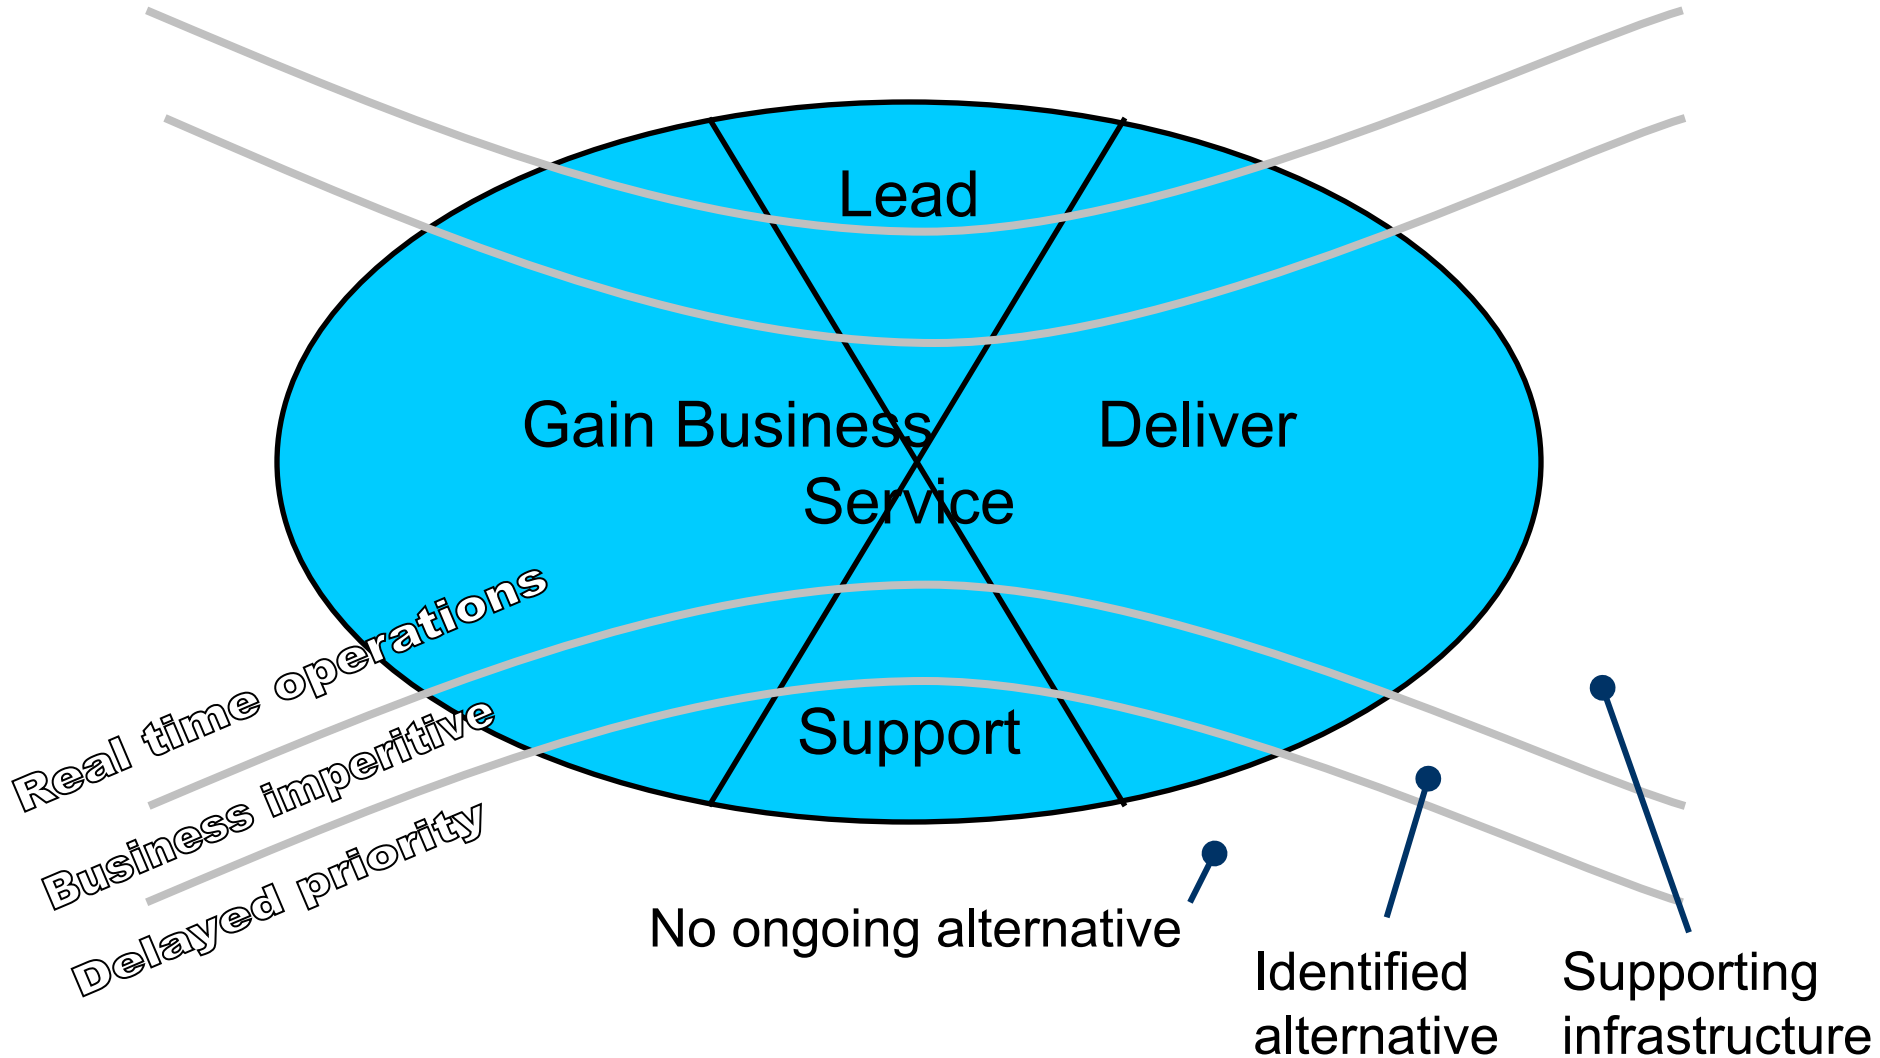 Lead
Gain Business
Deliver
Service
Real time operations
Business imperitive
Support
Delayed priority
No ongoing alternative
Identified
alternative
Supporting
infrastructure